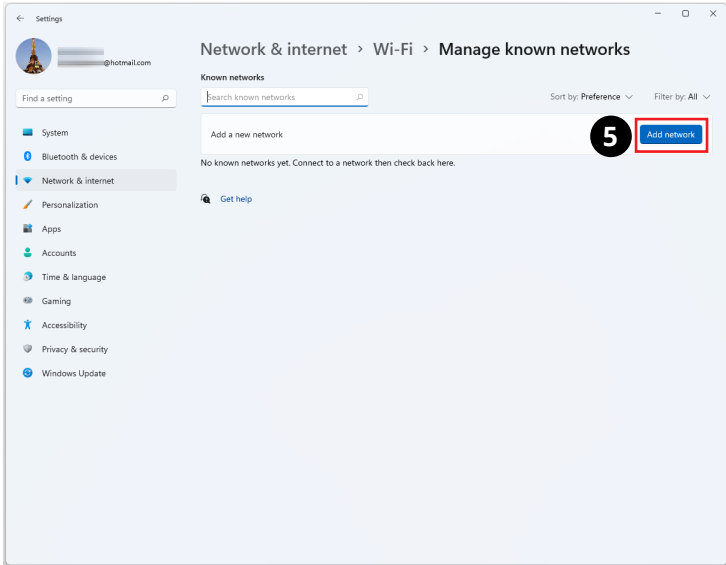 Settings
@hotmail.com
Find a setting
System
Bluetooth & devices
Network & internet
Personalization
Apps
Accounts
Time & language
Gaming
Accessibility
Privacy & security
Windows Update
Network & internet > Wi-Fi > Manage known networks
Known networks
Search known networks
Sort by: Preference
Filter by: All
Add a new network
5
Add network
No known networks yet. Connect to a network then check back here.
Get help